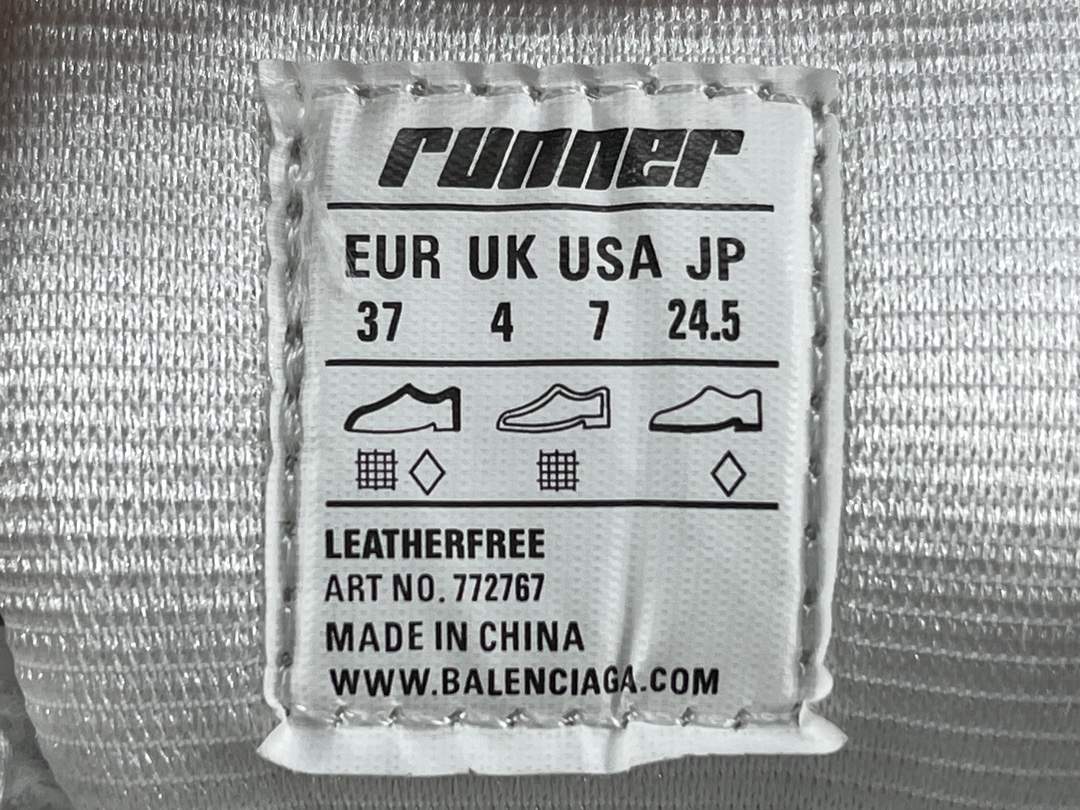 runner
EUR UK USA JP
37 4 7 24.5
LEATHERFREE
ART NO. 772767
MADE IN CHINA
WWW.BALENCIAGA.COM